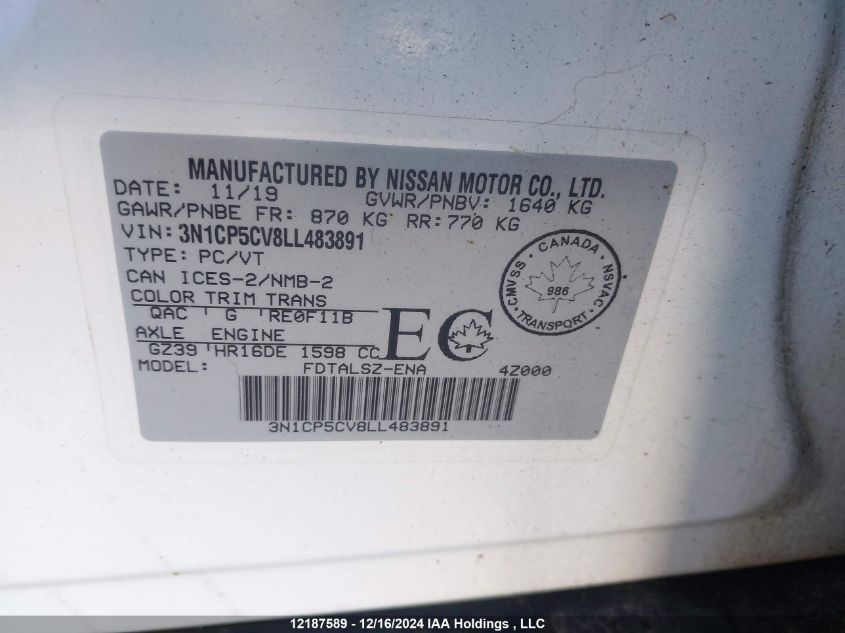 MANUFACTURED BY NISSAN MOTOR CO., LTD.
DATE: 11/19 GVWR/PNBV: 1640 KG
GAWR/PNBE FR: 870 KG RR: 770 KG
VIN: 3N1CP5CV8LL483891
TYPE: PC/VT
CAN ICES-2/NMB-2
COLOR TRIM TRANS
QAC G RE0F11B
AXLE ENGINE
GZ39 HR16DE 1598 CC
EC
CANADA
CMVSS NSVAC
986
TRANSPORT
MODEL: FDTALSZ-ENA 4Z000
3N1CP5CV8LL483891
12187589 - 12/16/2024 IAA Holdings , LLC